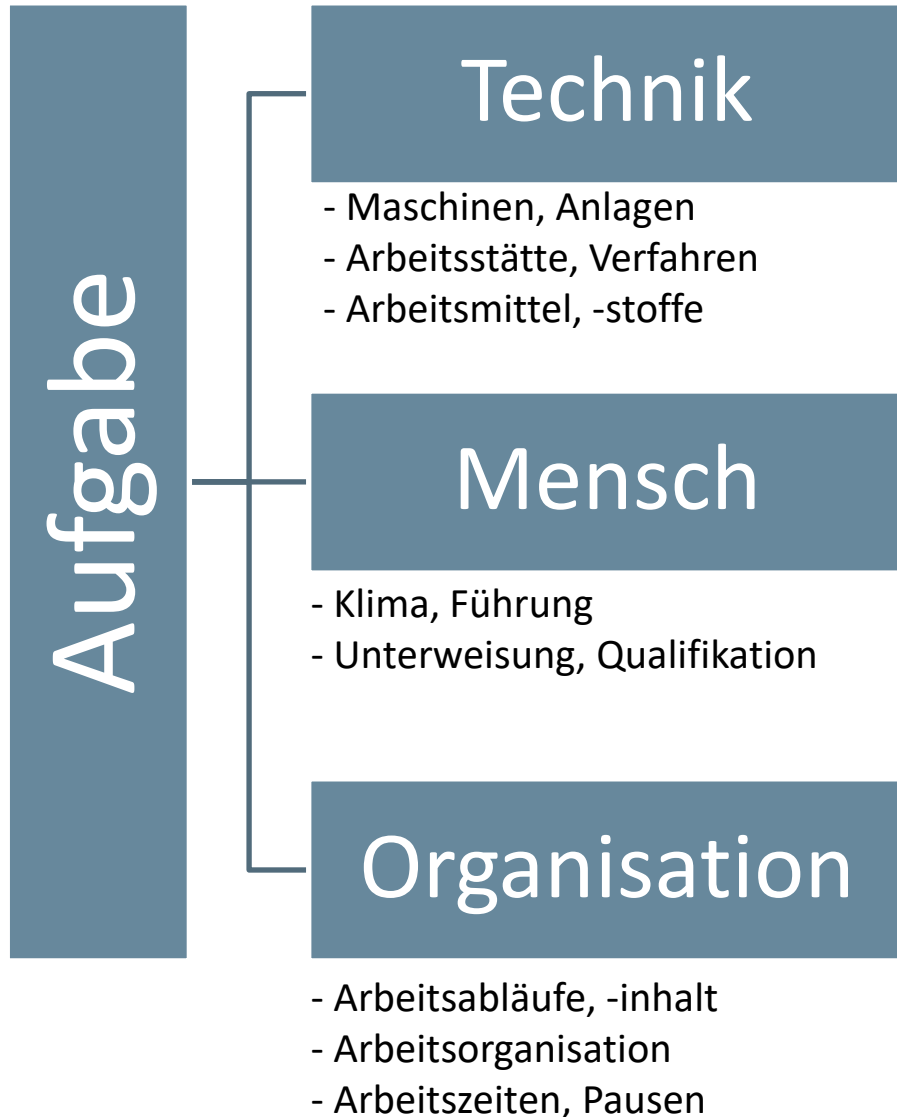 Aufgabe
Technik
- Maschinen, Anlagen
- Arbeitsstätte, Verfahren
- Arbeitsmittel, -stoffe
Mensch
- Klima, Führung
- Unterweisung, Qualifikation
Organisation
- Arbeitsabläufe, -inhalt
- Arbeitsorganisation
- Arbeitszeiten, Pausen